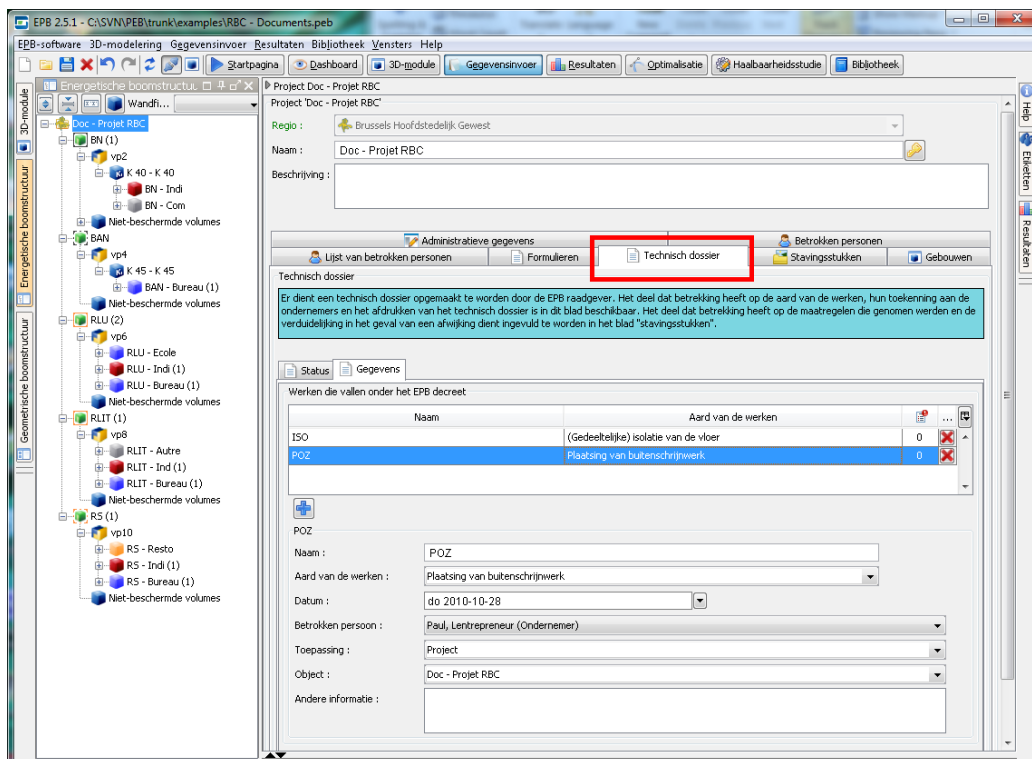 EPB 2.5.1 - C:\SVN\PEB\trunk\examples\RBC - Documents.peb
EPB-software 3D-modelering Gegevensinvoer Resultaten Bibliotheek Vensters Help
Startpagina Dashboard 3D-module Gegevensinvoer Resultaten Optimalisatie Haalbaarheidsstudie Bibliotheek
3D-module
Energetische boomstructuur
Geometrische boomstructuur
Energetische boomstructuu
Wandfi...
Doc - Projet RBC
BN (1)
vp2
K 40 - K 40
BN - Indi
BN - Com
Niet-beschermde volumes
BAN
vp4
K 45 - K 45
BAN - Bureau (1)
Niet-beschermde volumes
RLU (2)
vp6
RLU - Ecole
RLU - Indi (1)
RLU - Bureau (1)
Niet-beschermde volumes
RLIT (1)
vp8
RLIT - Autre
RLIT - Ind (1)
RLIT - Bureau (1)
Niet-beschermde volumes
RS (1)
vp10
RS - Resto
RS - Indi (1)
RS - Bureau (1)
Niet-beschermde volumes
Project Doc - Projet RBC
Project 'Doc - Projet RBC'
Regio : Brussels Hoofdstedelijk Gewest
Naam : Doc - Projet RBC
Beschrijving :
Administratieve gegevens Betrokken personen
Lijst van betrokken personen Formulieren Technisch dossier Stavingsstukken Gebouwen
Technisch dossier
Er dient een technisch dossier opgemaakt te worden door de EPB raadgever. Het deel dat betrekking heeft op de aard van de werken, hun toekenning aan de
ondernemers en het afdrukken van het technisch dossier is in dit blad beschikbaar. Het deel dat betrekking heeft op de maatregelen die genomen werden en de
verduidelijking in het geval van een afwijking dient ingevuld te worden in het blad "stavingsstukken".
Status Gegevens
Werken die vallen onder het EPB decreet
Naam Aard van de werken ...
ISO (Gedeeltelijke) isolatie van de vloer 0
POZ Plaatsing van buitenschrijnwerk 0
POZ
Naam : POZ
Aard van de werken : Plaatsing van buitenschrijnwerk
Datum : do 2010-10-28
Betrokken persoon : Paul, Lentrepreneur (Ondernemer)
Toepassing : Project
Object : Doc - Projet RBC
Andere informatie :
Help
Etiketten
Resultaten